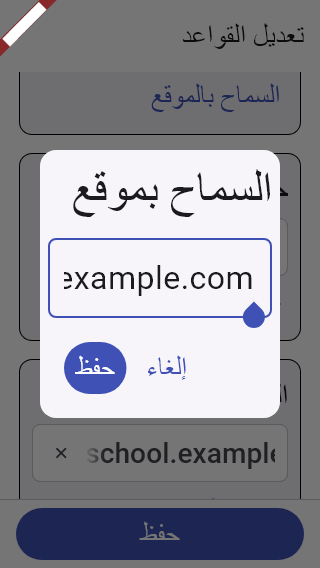 تعديل القواعد
السماح بالموقع
السماح بموقع
example.com
إلغاء
حفظ
× school.example
حفظ